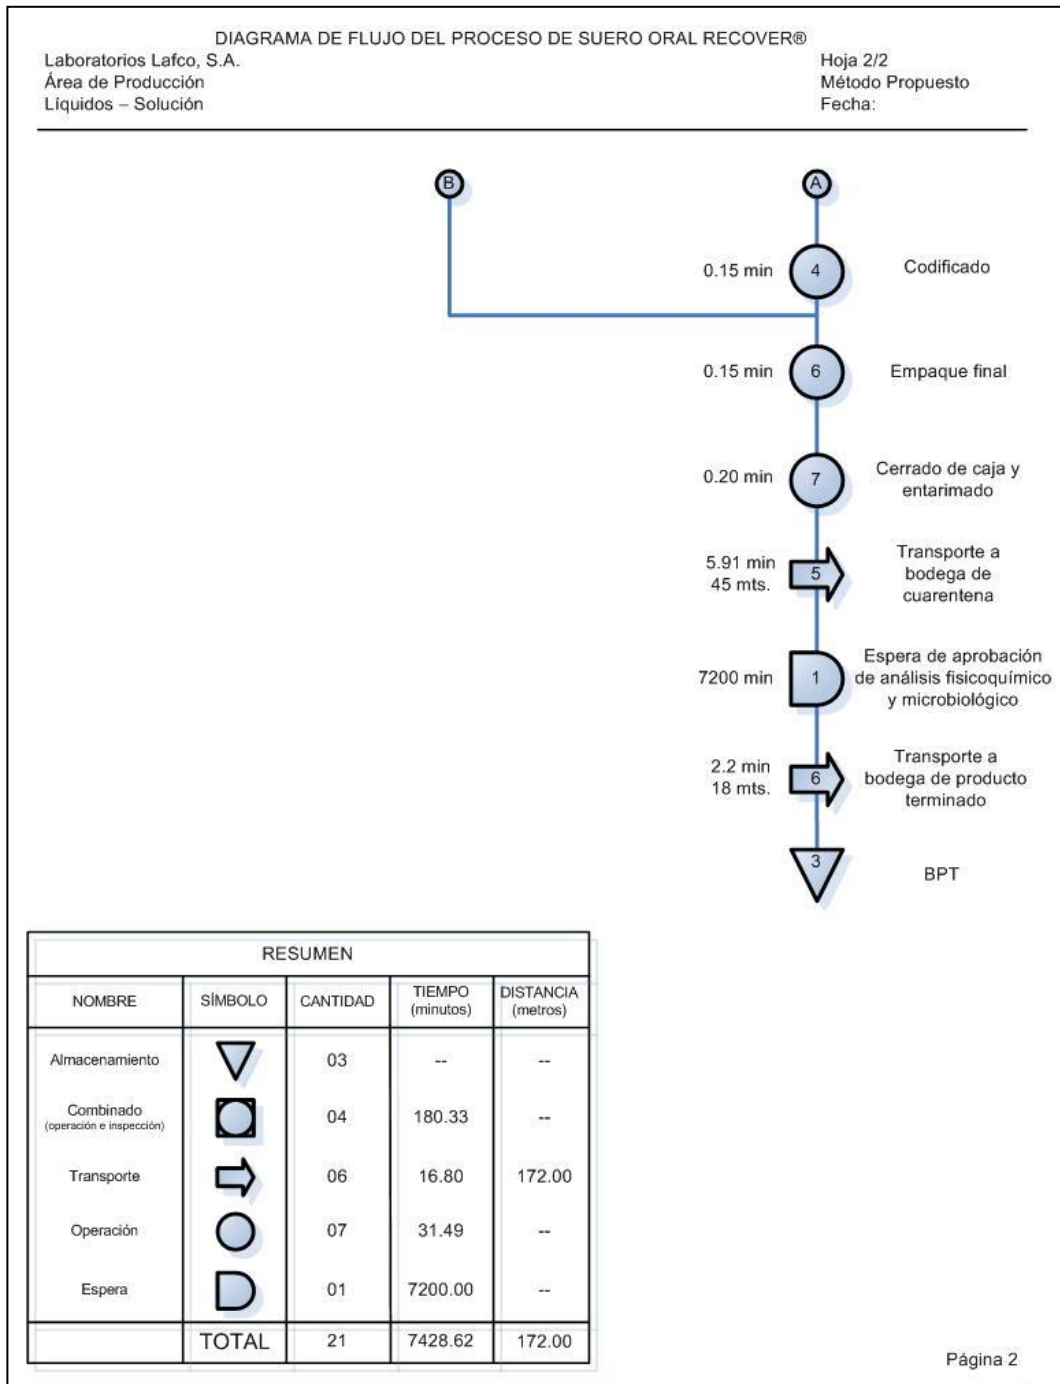 DIAGRAMA DE FLUJO DEL PROCESO DE SUERO ORAL RECOVER®
Laboratorios Lafco, S.A.
Hoja 2/2
Área de Producción
Método Propuesto
Líquidos – Solución
Fecha:
B
A
0.15 min
4
Codificado
0.15 min
6
Empaque final
0.20 min
7
Cerrado de caja y
entarimado
5.91 min
45 mts.
5
Transporte a
bodega de
cuarentena
7200 min
1
Espera de aprobación
de análisis fisicoquímico
y microbiológico
2.2 min
18 mts.
6
Transporte a
bodega de producto
terminado
3
BPT
RESUMEN
NOMBRE SÍMBOLO CANTIDAD TIEMPO (minutos) DISTANCIA (metros)
Almacenamiento 03 -- --
Combinado (operación e inspección) 04 180.33 --
Transporte 06 16.80 172.00
Operación 07 31.49 --
Espera 01 7200.00 --
TOTAL 21 7428.62 172.00
Página 2